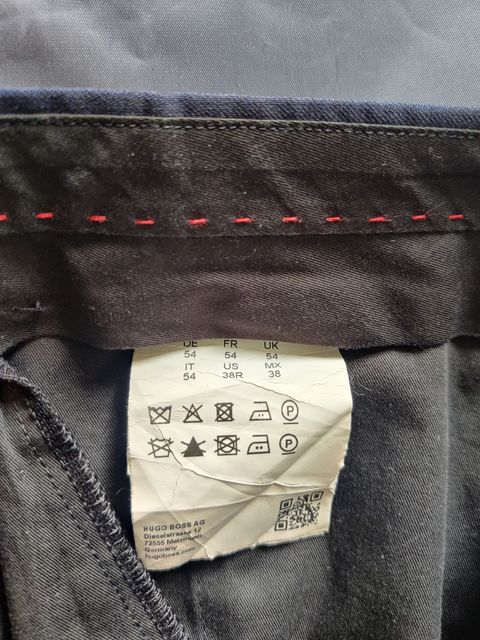 DE FR UK
54 54 54
IT US MX
54 38R 38
P
P
HUGO BOSS AG
Dieselstrasse 12
72555 Metzingen
Germany
hugoboss.com